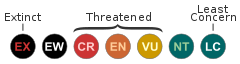 Extinct Threatened Least
Concern
EX EW CR EN VU NT LC